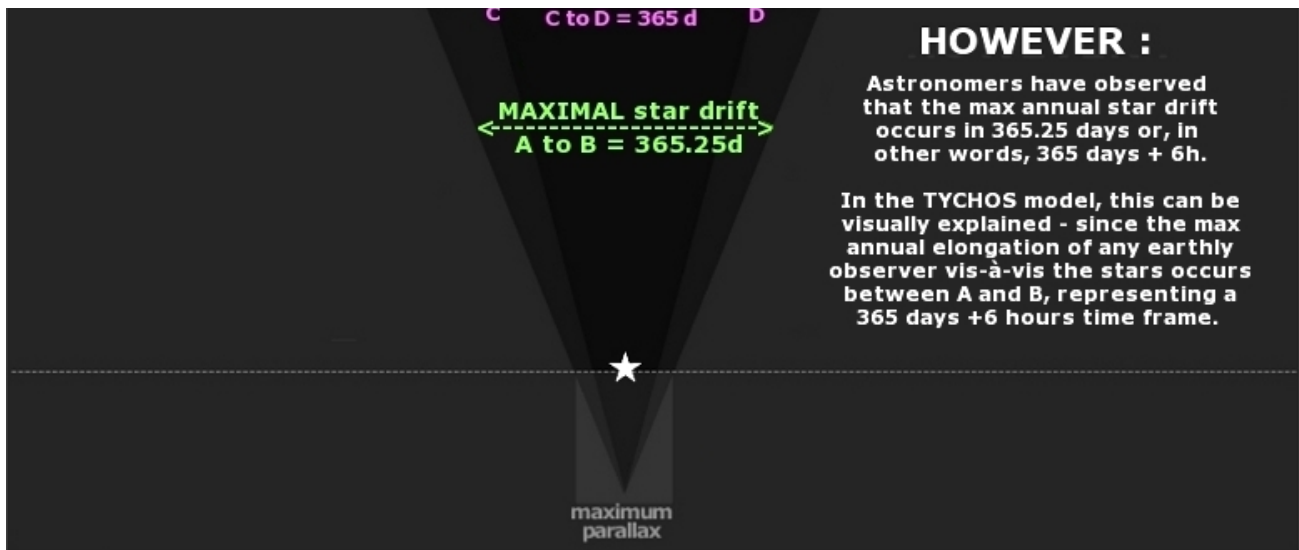 C C to D = 365 d D
HOWEVER :
MAXIMAL star drift
A to B = 365.25d
Astronomers have observed
that the max annual star drift
occurs in 365.25 days or, in
other words, 365 days + 6h.
In the TYCHOS model, this can be
visually explained - since the max
annual elongation of any earthly
observer vis-à-vis the stars occurs
between A and B, representing a
365 days +6 hours time frame.
maximum
parallax